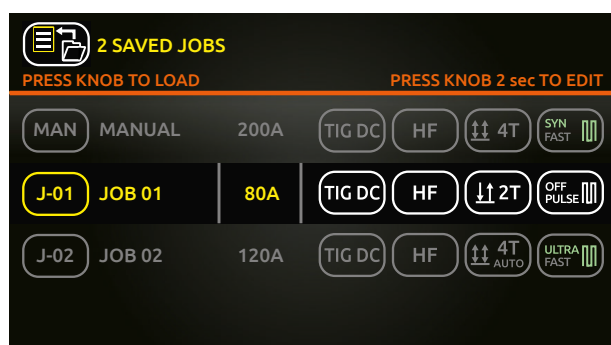 2 SAVED JOBS
PRESS KNOB TO LOAD PRESS KNOB 2 sec TO EDIT
MAN MANUAL 200A TIG DC HF 4T SYN FAST
J-01 JOB 01 80A TIG DC HF 2T OFF PULSE
J-02 JOB 02 120A TIG DC HF 4T AUTO ULTRA FAST